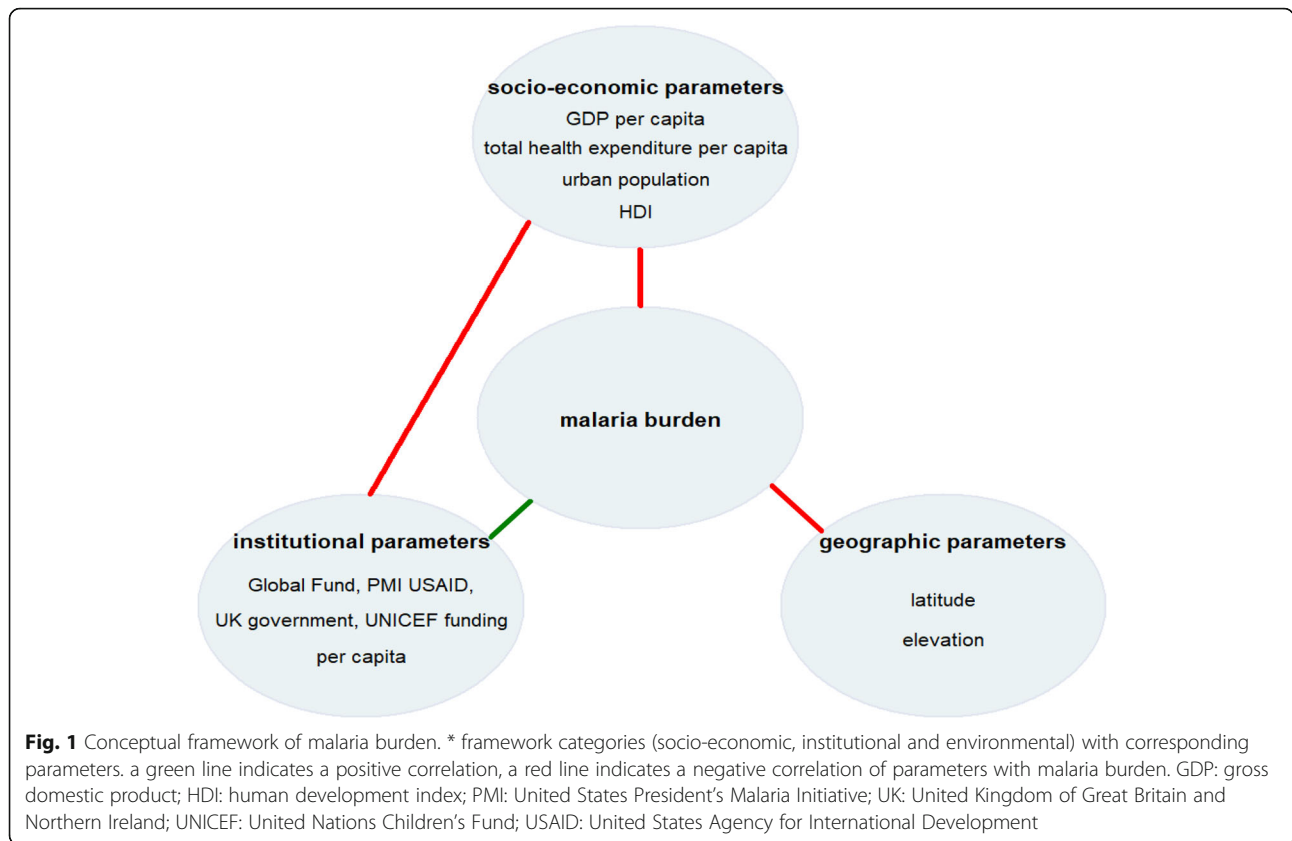 socio-economic parameters
GDP per capita
total health expenditure per capita
urban population
HDI
malaria burden
institutional parameters
Global Fund, PMI USAID,
UK government, UNICEF funding
per capita
geographic parameters
latitude
elevation
Fig. 1 Conceptual framework of malaria burden. * framework categories (socio-economic, institutional and environmental) with corresponding
parameters. a green line indicates a positive correlation, a red line indicates a negative correlation of parameters with malaria burden. GDP: gross
domestic product; HDI: human development index; PMI: United States President’s Malaria Initiative; UK: United Kingdom of Great Britain and
Northern Ireland; UNICEF: United Nations Children’s Fund; USAID: United States Agency for International Development